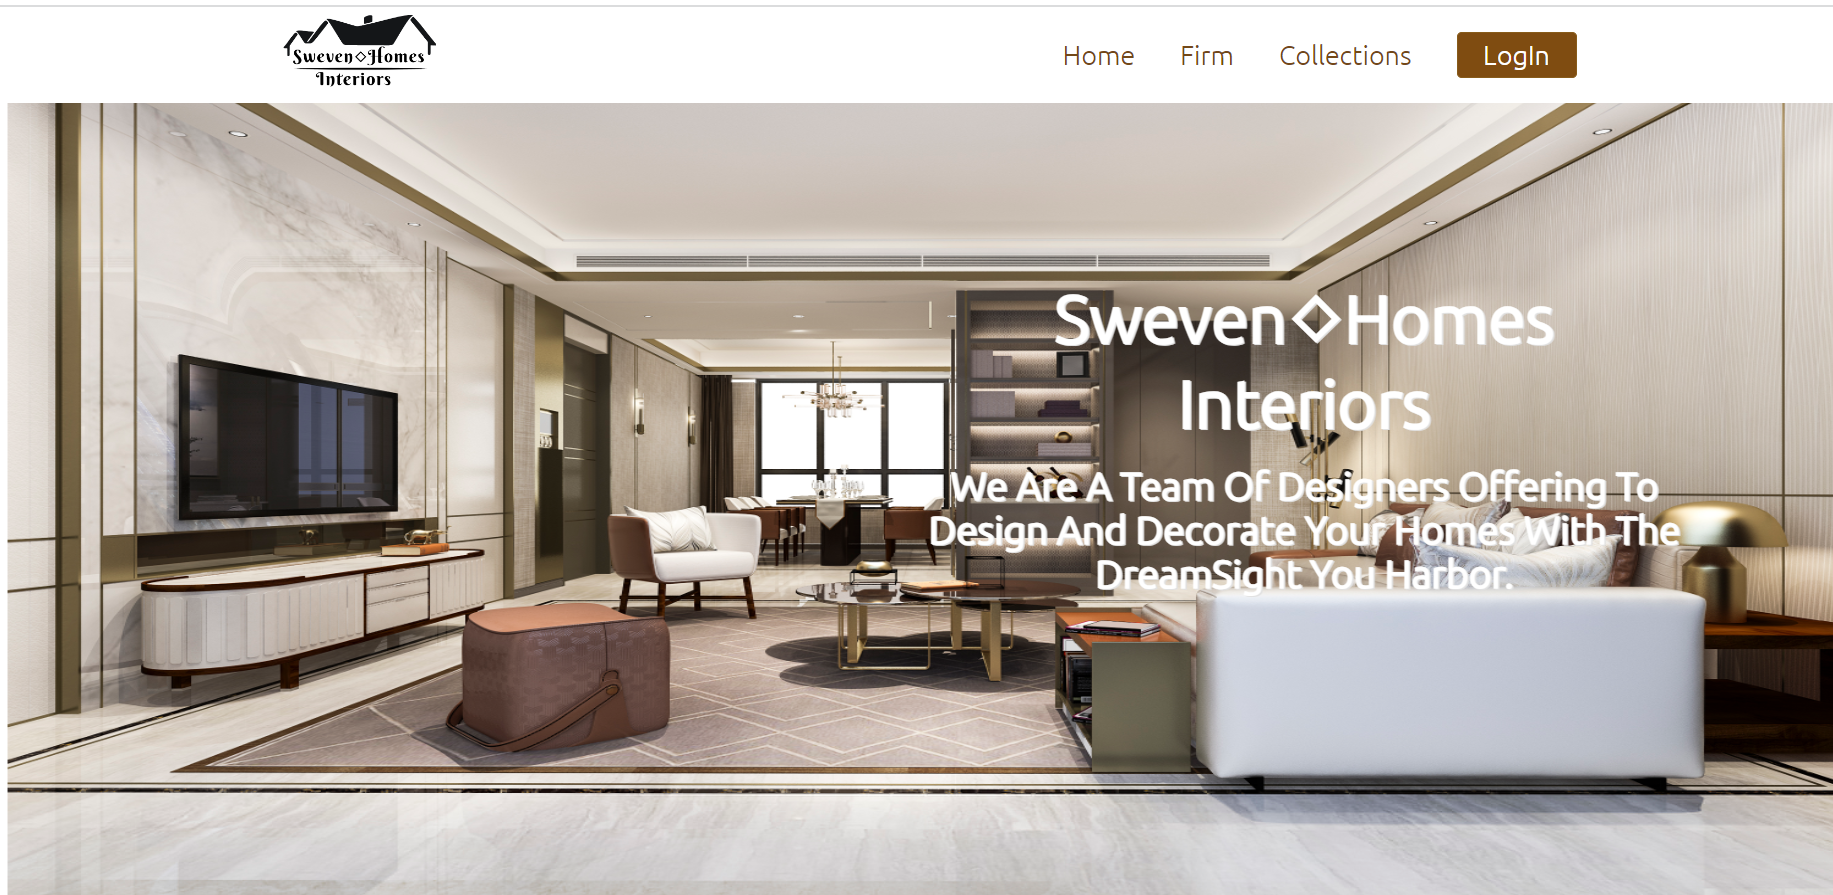 Sweven◇Homes
Interiors
Home Firm Collections LogIn
Sweven◇Homes
Interiors
We Are A Team Of Designers Offering To
Design And Decorate Your Homes With The
DreamSight You Harbor.